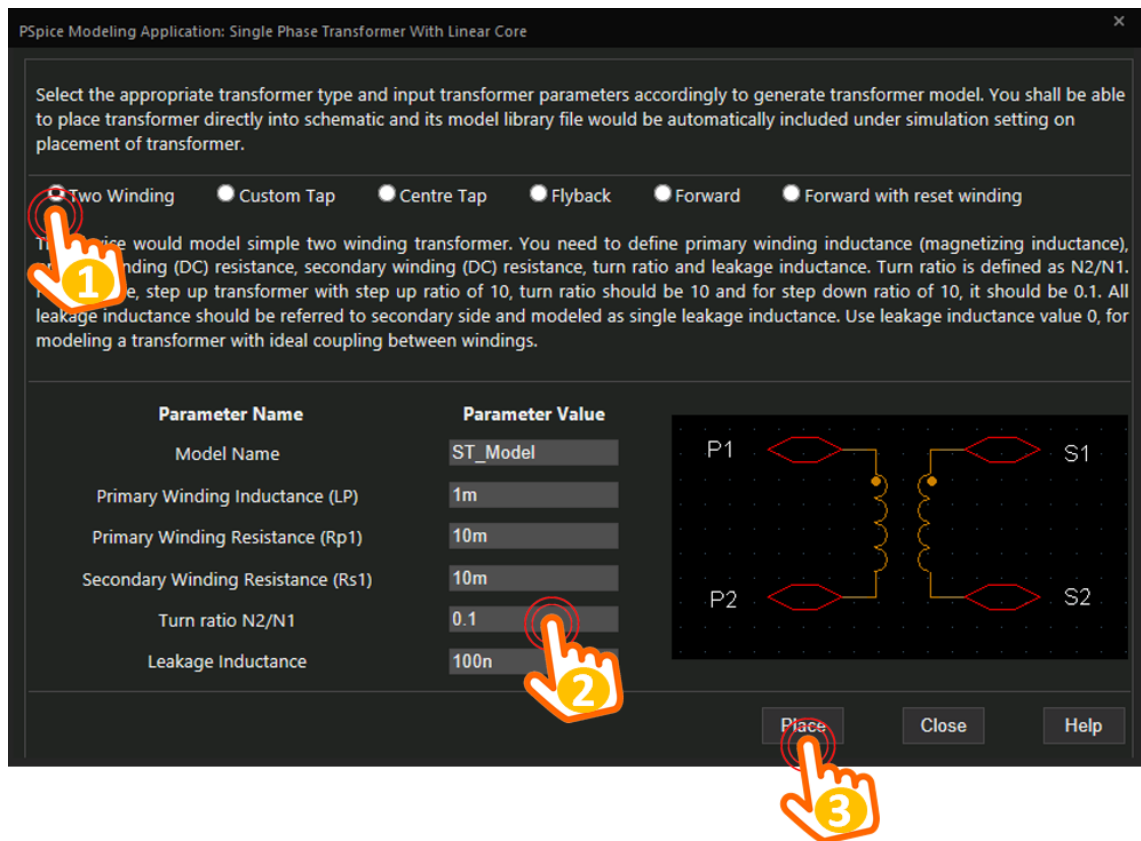 PSpice Modeling Application: Single Phase Transformer With Linear Core
×
Select the appropriate transformer type and input transformer parameters accordingly to generate transformer model. You shall be able
to place transformer directly into schematic and its model library file would be automatically included under simulation setting on
placement of transformer.
Two Winding Custom Tap Centre Tap Flyback Forward Forward with reset winding
would model simple two winding transformer. You need to define primary winding inductance (magnetizing inductance),
(DC) resistance, secondary winding (DC) resistance, turn ratio and leakage inductance. Turn ratio is defined as N2/N1.
step up transformer with step up ratio of 10, turn ratio should be 10 and for step down ratio of 10, it should be 0.1. All
leakage inductance should be referred to secondary side and modeled as single leakage inductance. Use leakage inductance value 0, for
modeling a transformer with ideal coupling between windings.
1
Parameter Name Parameter Value
Model Name ST_Model
Primary Winding Inductance (LP) 1m
Primary Winding Resistance (Rp1) 10m
Secondary Winding Resistance (Rs1) 10m
Turn ratio N2/N1 0.1
Leakage Inductance 100n
2
P1 S1
P2 S2
Place Close Help
3